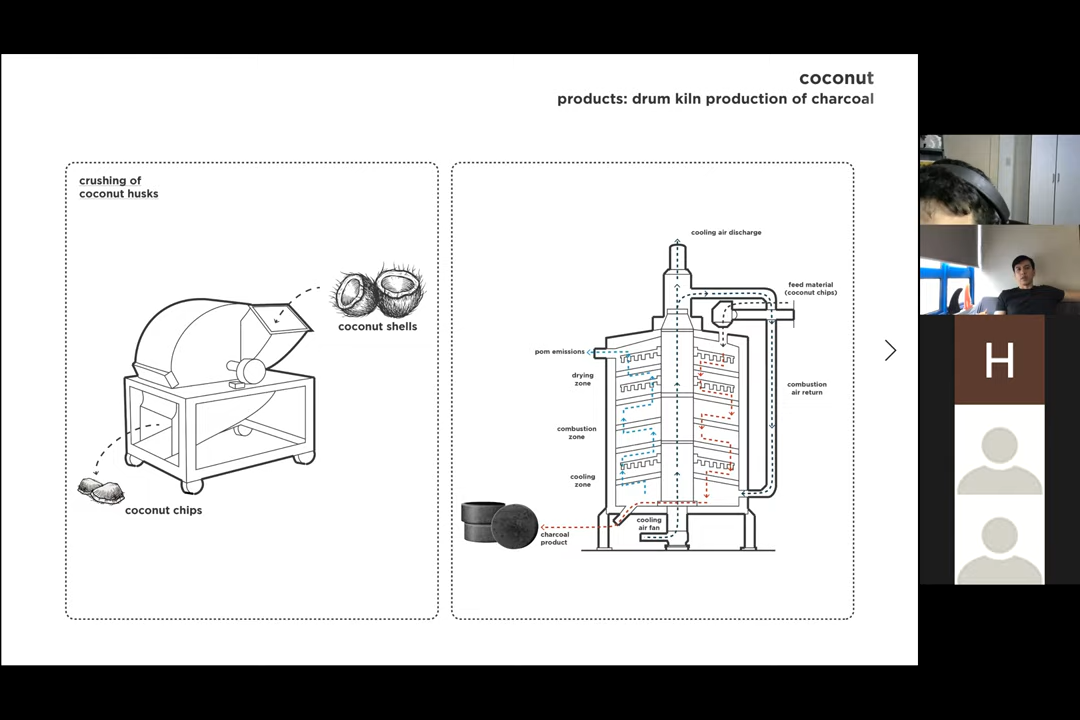 coconut
products: drum kiln production of charcoal
crushing of
coconut husks
coconut shells
coconut chips
cooling air discharge
feed material
(coconut chips)
pom emissions
drying
zone
combustion
air return
combustion
zone
cooling
zone
cooling
air fan
charcoal
product
H